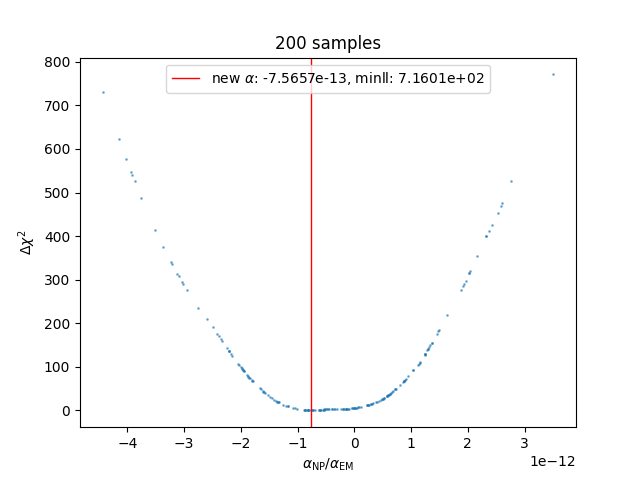 200 samples
new α: -7.5657e-13, minll: 7.1601e+02
800
700
600
500
400
300
200
100
0
Δχ²
−4 −3 −2 −1 0 1 2 3
1e−12
α_NP/α_EM